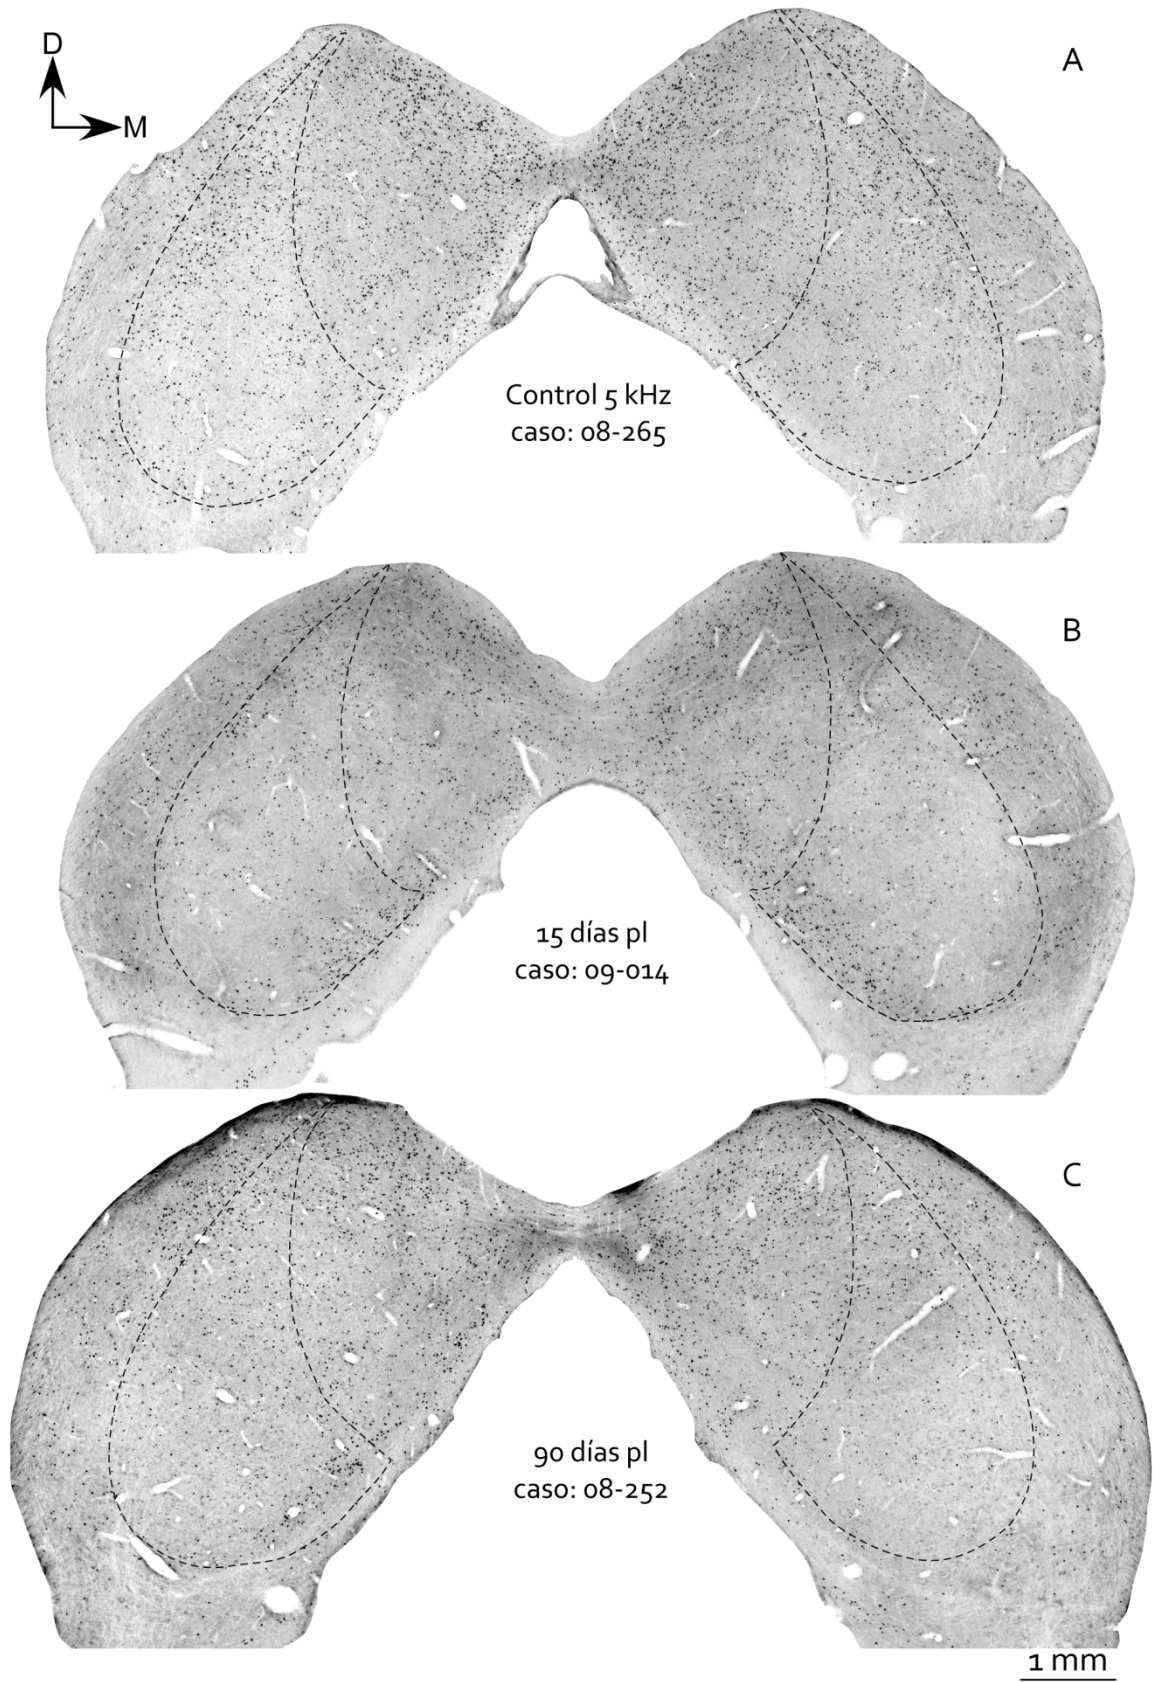 D
M
A
Control 5 kHz
caso: 08-265
B
15 días pl
caso: 09-014
C
90 días pl
caso: 08-252
1 mm